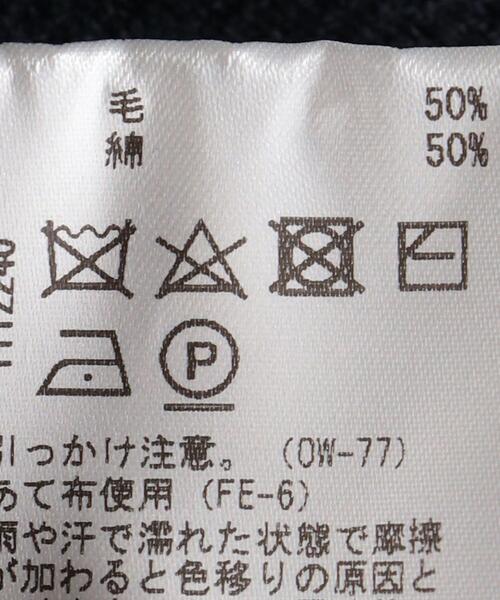 毛 50%
綿 50%
P
引っかけ注意。(OW-77)
あて布使用(FE-6)
雨や汗で濡れた状態で摩擦
が加わると色移りの原因と